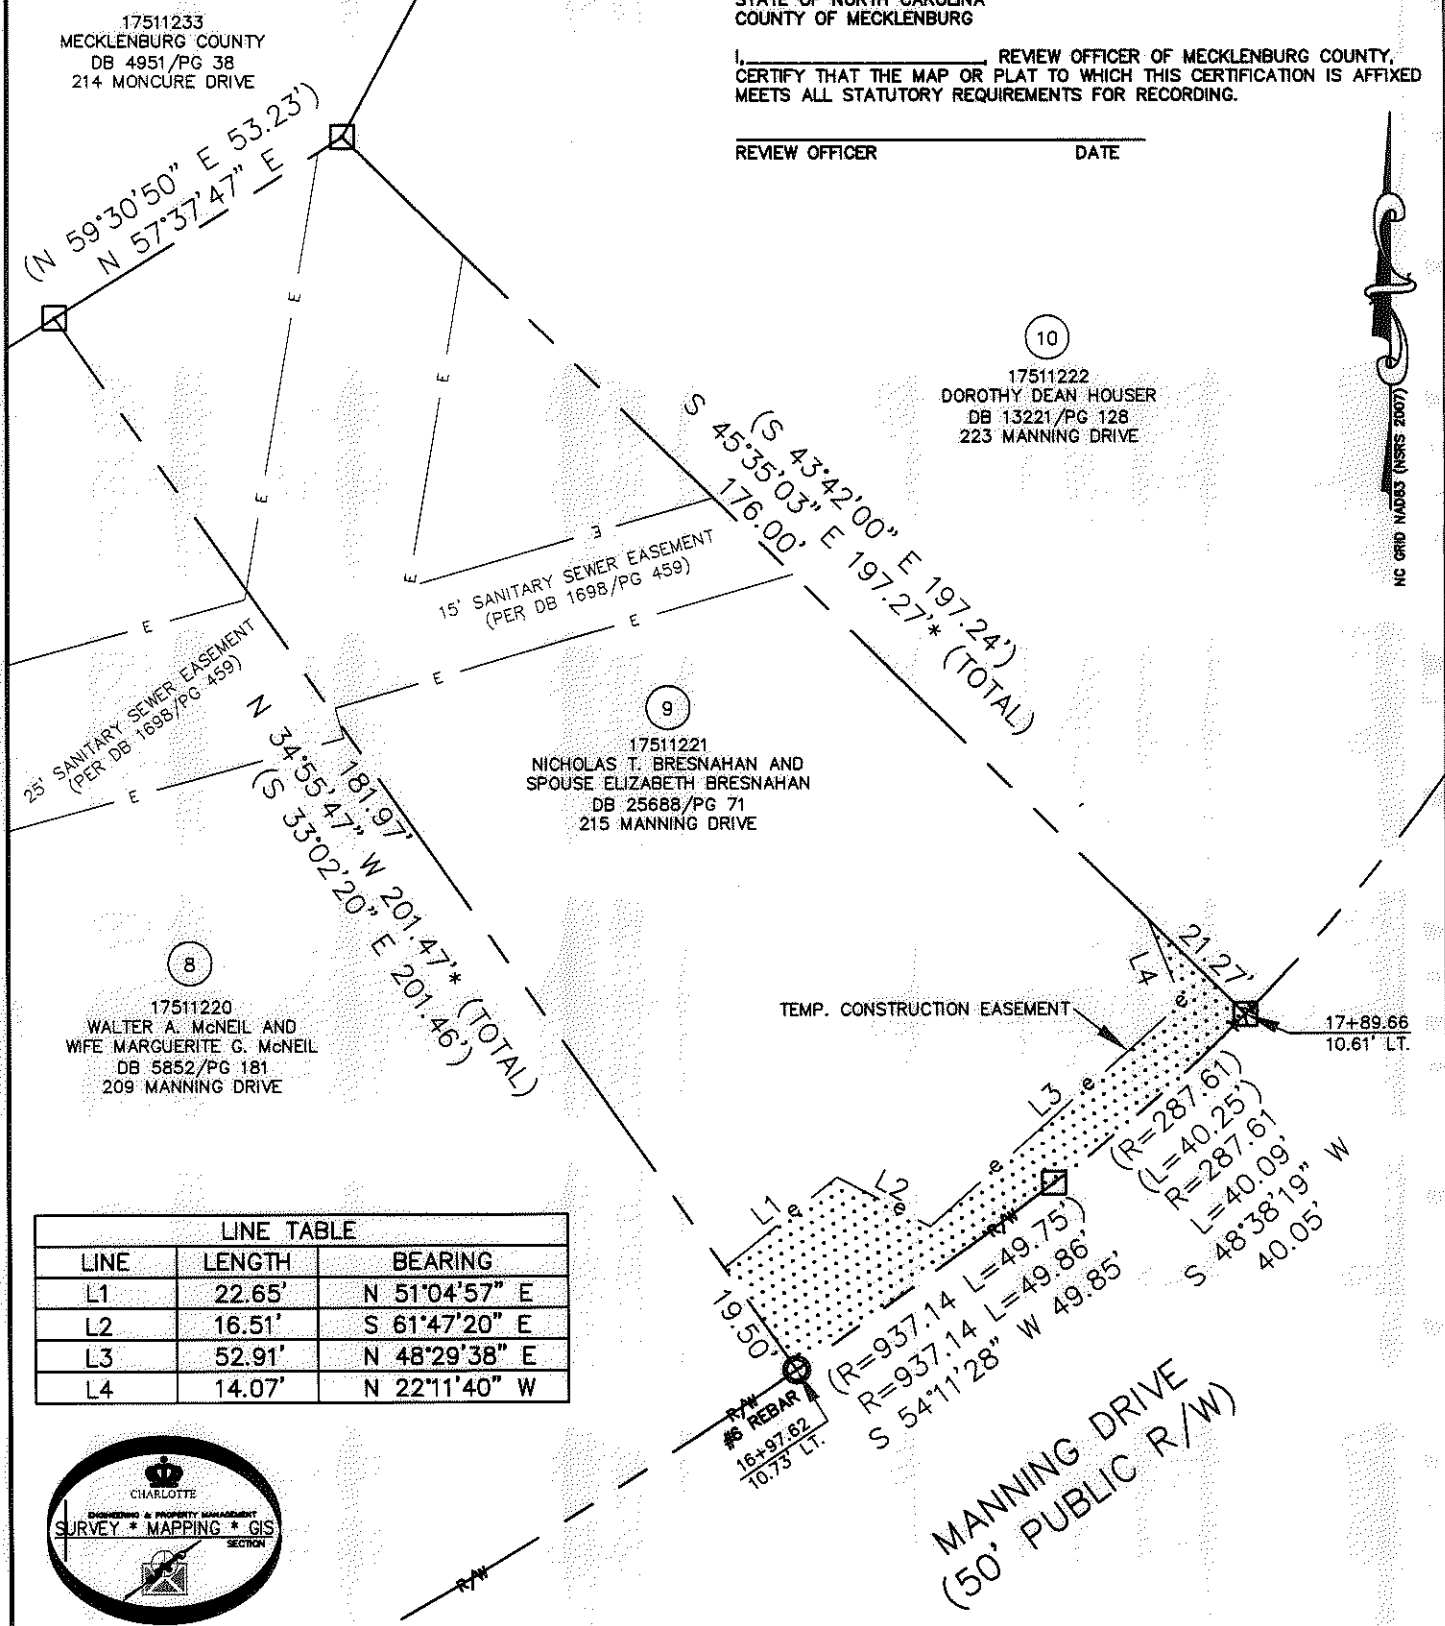 17511233
MECKLENBURG COUNTY
DB 4951/PG 38
214 MONCURE DRIVE
STATE OF NORTH CAROLINA
COUNTY OF MECKLENBURG
I,____________________, REVIEW OFFICER OF MECKLENBURG COUNTY,
CERTIFY THAT THE MAP OR PLAT TO WHICH THIS CERTIFICATION IS AFFIXED
MEETS ALL STATUTORY REQUIREMENTS FOR RECORDING.
REVIEW OFFICER DATE
(N 59°30'50" E 53.23')
N 57°37'47" E
NC GRID NAD83 (NSRS 2007)
10
17511222
DOROTHY DEAN HOUSER
DB 13221/PG 128
223 MANNING DRIVE
(S 43°42'00" E 197.24')
S 45°35'03" E 197.27'* (TOTAL)
176.00'
E
E
E
E
E
E
15' SANITARY SEWER EASEMENT
(PER DB 1698/PG 459)
E
E
E
25' SANITARY SEWER EASEMENT
(PER DB 1698/PG 459)
E
9
17511221
NICHOLAS T. BRESNAHAN AND
SPOUSE ELIZABETH BRESNAHAN
DB 25688/PG 71
215 MANNING DRIVE
181.97'
N 34°55'47" W 201.47'* (TOTAL)
(S 33°02'20" E 201.46')
8
17511220
WALTER A. McNEIL AND
WIFE MARGUERITE G. McNEIL
DB 5852/PG 181
209 MANNING DRIVE
21.27'
L4
e
TEMP. CONSTRUCTION EASEMENT
17+89.66
10.61' LT.
L3
e
e
(R=287.61)
(L=40.25')
R=287.61
L=40.09'
S 48°38'19" W
40.05'
L1
e
L2
e
R/W
19.50'
(R=937.14 L=49.75')
R=937.14 L=49.86'
S 54°11'28" W 49.85'
R/W
#6 REBAR
16+97.62
10.73' LT.
LINE TABLE
LINE LENGTH BEARING
L1 22.65' N 51°04'57" E
L2 16.51' S 61°47'20" E
L3 52.91' N 48°29'38" E
L4 14.07' N 22°11'40" W
MANNING DRIVE
(50' PUBLIC R/W)
R/W
CHARLOTTE
ENGINEERING & PROPERTY MANAGEMENT
SURVEY * MAPPING * GIS
SECTION